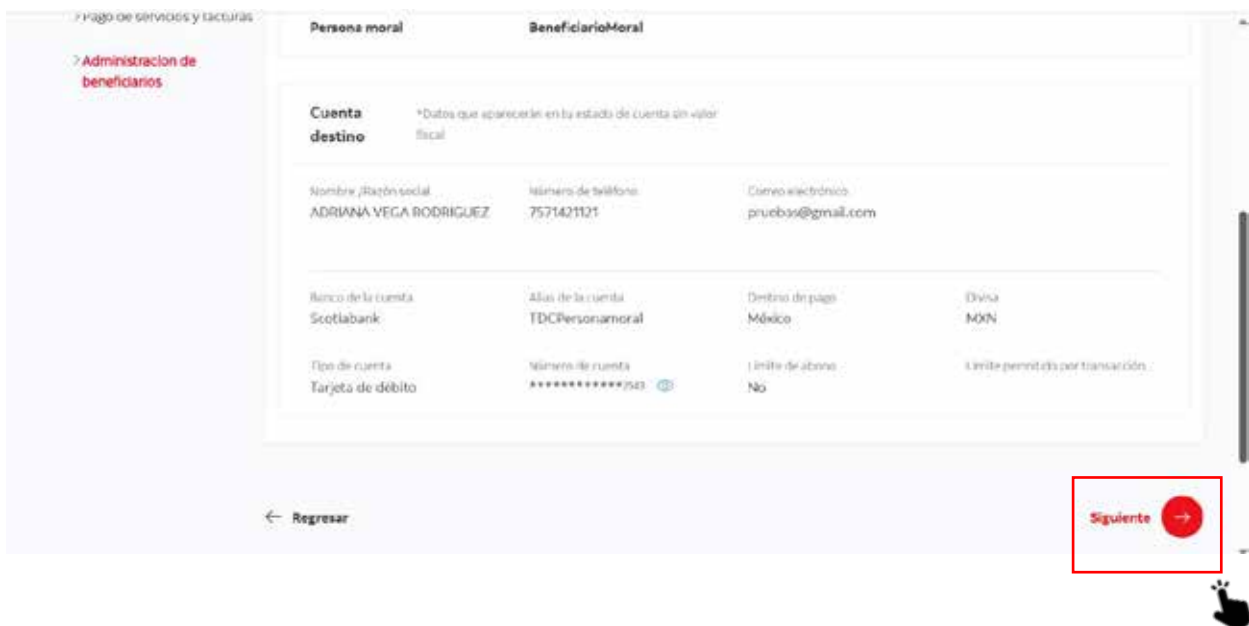 > Pago de servicios y facturas
Persona moral BeneficiarioMoral
> Administracion de
beneficiarios
Cuenta *Datos que aparecerán en tu estado de cuenta sin valor
destino fiscal
Nombre /Razón social Número de teléfono Correo electrónico
ADRIANA VEGA RODRIGUEZ 7571421121 pruebas@gmail.com
Banco de la cuenta Alias de la cuenta Destino de pago Divisa
Scotiabank TDCPersonamoral México MXN
Tipo de cuenta Número de cuenta Límite de abono Límite permitido por transacción
Tarjeta de débito ************ No
← Regresar Siguiente →